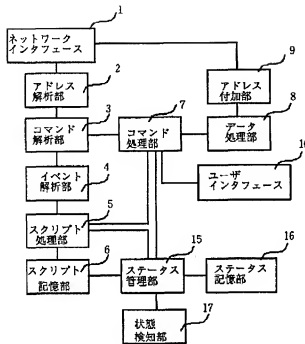 1
ネットワーク
インタフェース
2
アドレス
解析部
9
アドレス
付加部
3
コマンド
解析部
7
コマンド
処理部
8
データ
処理部
4
イベント
解析部
10
ユーザ
インタフェース
5
スクリプト
処理部
6
スクリプト
記憶部
15
ステータス
管理部
16
ステータス
記憶部
17
状態
検知部